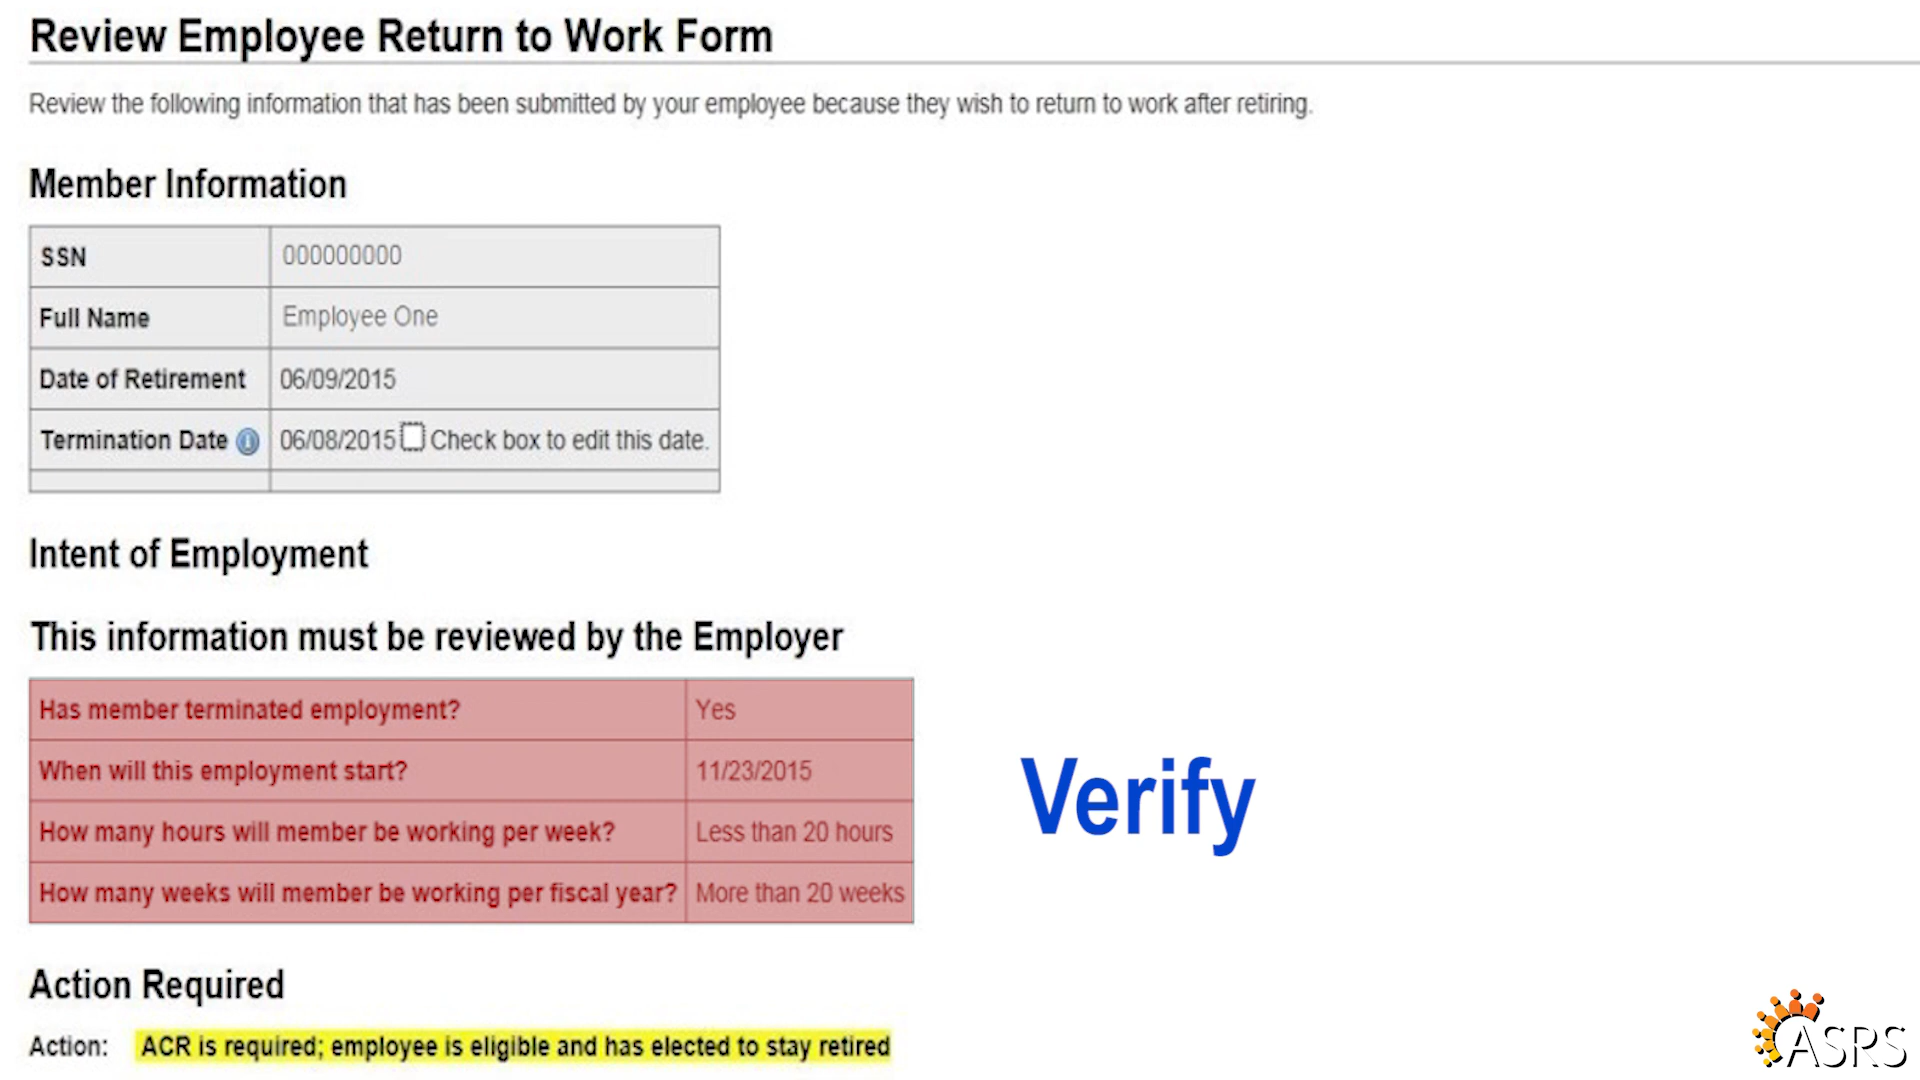 Review Employee Return to Work Form
Review the following information that has been submitted by your employee because they wish to return to work after retiring.
Member Information
SSN 000000000
Full Name Employee One
Date of Retirement 06/09/2015
Termination Date 06/08/2015 Check box to edit this date.
Intent of Employment
This information must be reviewed by the Employer
Has member terminated employment? Yes
When will this employment start? 11/23/2015
How many hours will member be working per week? Less than 20 hours
How many weeks will member be working per fiscal year? More than 20 weeks
Verify
Action Required
Action: ACR is required; employee is eligible and has elected to stay retired
ASRS